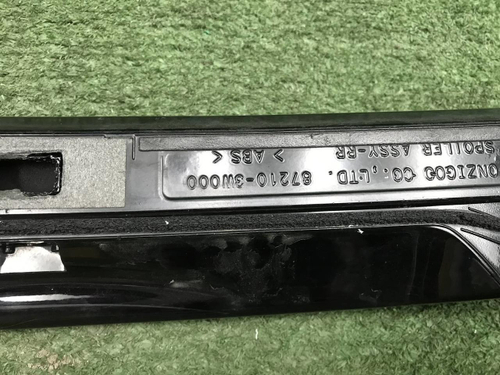 CO.,LTD. 87210-3W000
SPOILER ASSY-RR > ABS <